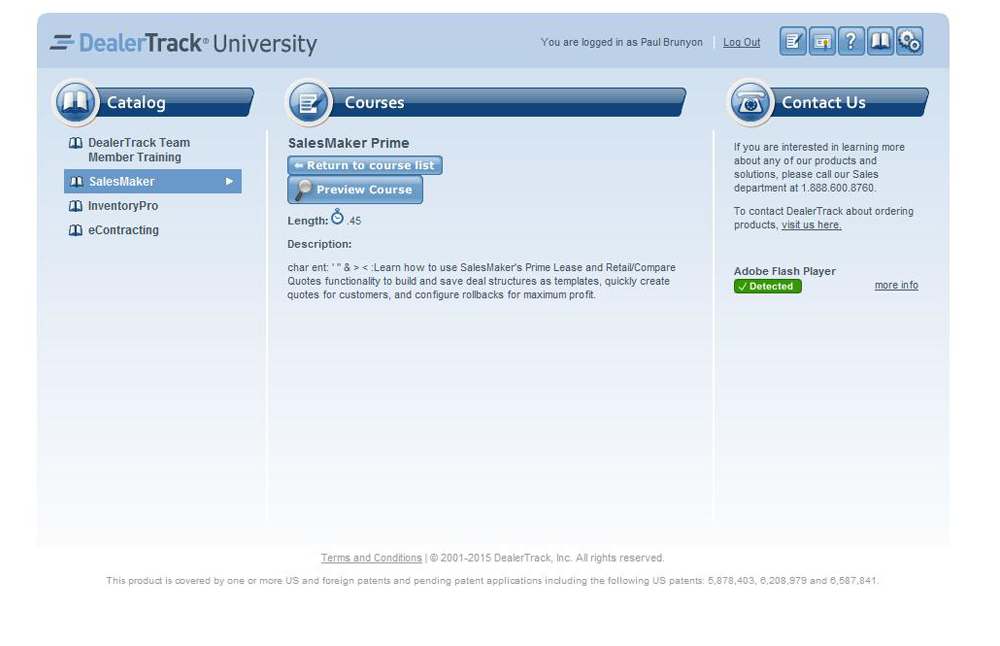 DealerTrack® University
You are logged in as Paul Brunyon
Log Out
?
Catalog
DealerTrack Team
Member Training
SalesMaker
InventoryPro
eContracting
Courses
SalesMaker Prime
Return to course list
Preview Course
Length: .45
Description:
char ent: ' " & > < :Learn how to use SalesMaker's Prime Lease and Retail/Compare
Quotes functionality to build and save deal structures as templates, quickly create
quotes for customers, and configure rollbacks for maximum profit.
Contact Us
If you are interested in learning more
about any of our products and
solutions, please call our Sales
department at 1.888.600.8760.
To contact DealerTrack about ordering
products, visit us here.
Adobe Flash Player
✓ Detected
more info
Terms and Conditions | © 2001-2015 DealerTrack, Inc. All rights reserved.
This product is covered by one or more US and foreign patents and pending patent applications including the following US patents: 5,878,403, 6,208,979 and 6,587,841.